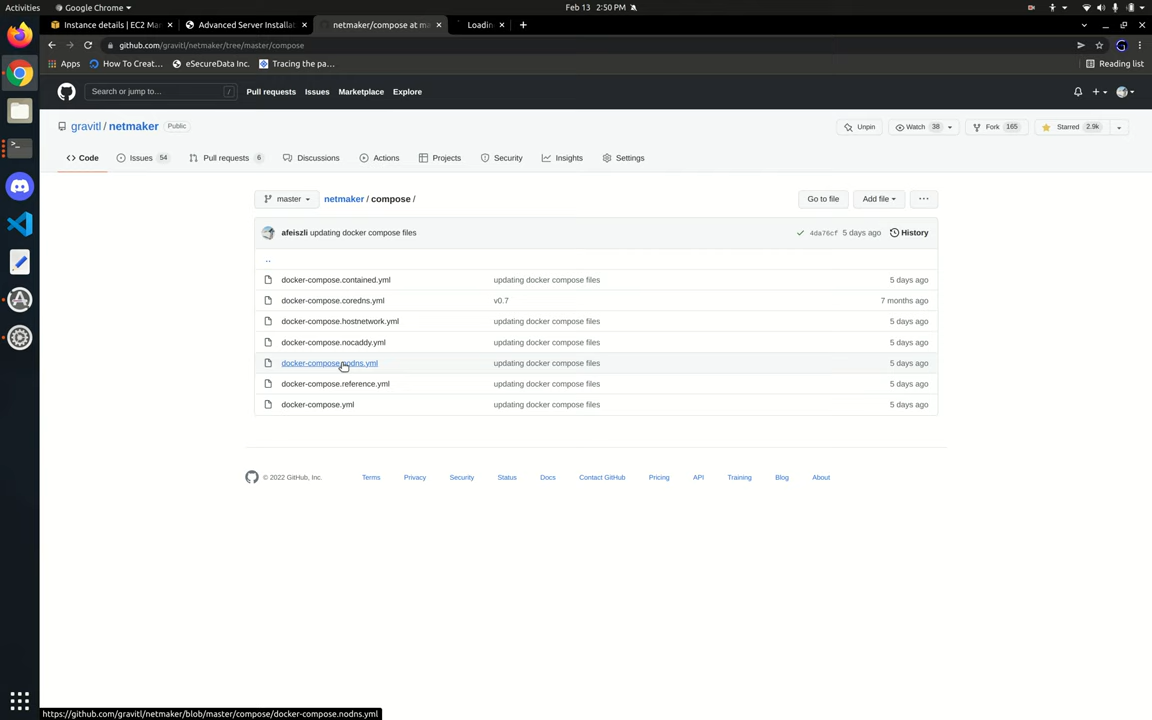 Activities Google Chrome Feb 13 2:50 PM
Instance details | EC2 Mar Advanced Server Installat netmaker/compose at ma Loadin
github.com/gravitl/netmaker/tree/master/compose
Apps How To Creat... eSecureData Inc. Tracing the pa... Reading list
Search or jump to... / Pull requests Issues Marketplace Explore
gravitl / netmaker Public Unpin Watch 38 Fork 165 Starred 2.9k
Code Issues 54 Pull requests 6 Discussions Actions Projects Security Insights Settings
master netmaker / compose / Go to file Add file ...
afeiszli updating docker compose files 4da76cf 5 days ago History
..
docker-compose.contained.yml updating docker compose files 5 days ago
docker-compose.coredns.yml v0.7 7 months ago
docker-compose.hostnetwork.yml updating docker compose files 5 days ago
docker-compose.nocaddy.yml updating docker compose files 5 days ago
docker-compose.nodns.yml updating docker compose files 5 days ago
docker-compose.reference.yml updating docker compose files 5 days ago
docker-compose.yml updating docker compose files 5 days ago
© 2022 GitHub, Inc. Terms Privacy Security Status Docs Contact GitHub Pricing API Training Blog About
https://github.com/gravitl/netmaker/blob/master/compose/docker-compose.nodns.yml